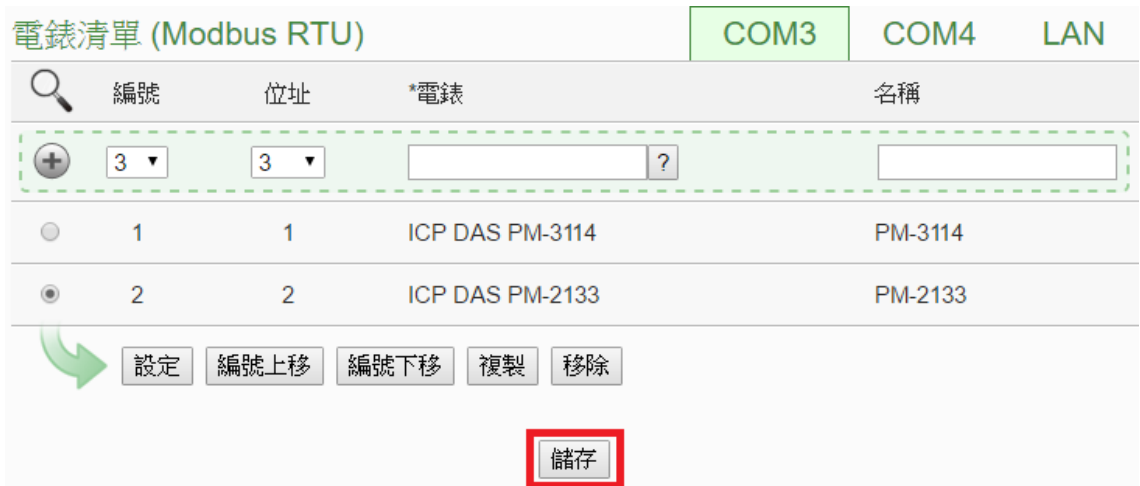 電錶清單 (Modbus RTU) COM3 COM4 LAN
編號 位址 *電錶 名稱
3 3 ?
1 1 ICP DAS PM-3114 PM-3114
2 2 ICP DAS PM-2133 PM-2133
設定 編號上移 編號下移 複製 移除
儲存